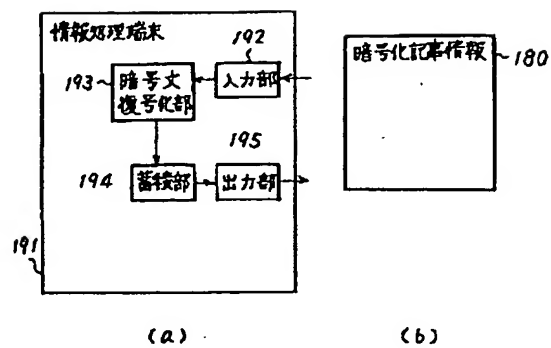 情報処理端末
192
193
暗号文
復号化部
入力部
195
194
蓄積部
出力部
191
(a)
暗号化記事情報
180
(b)